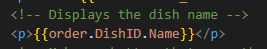 <!-- Displays the dish name -->
<p>{{order.DishID.Name}}</p>